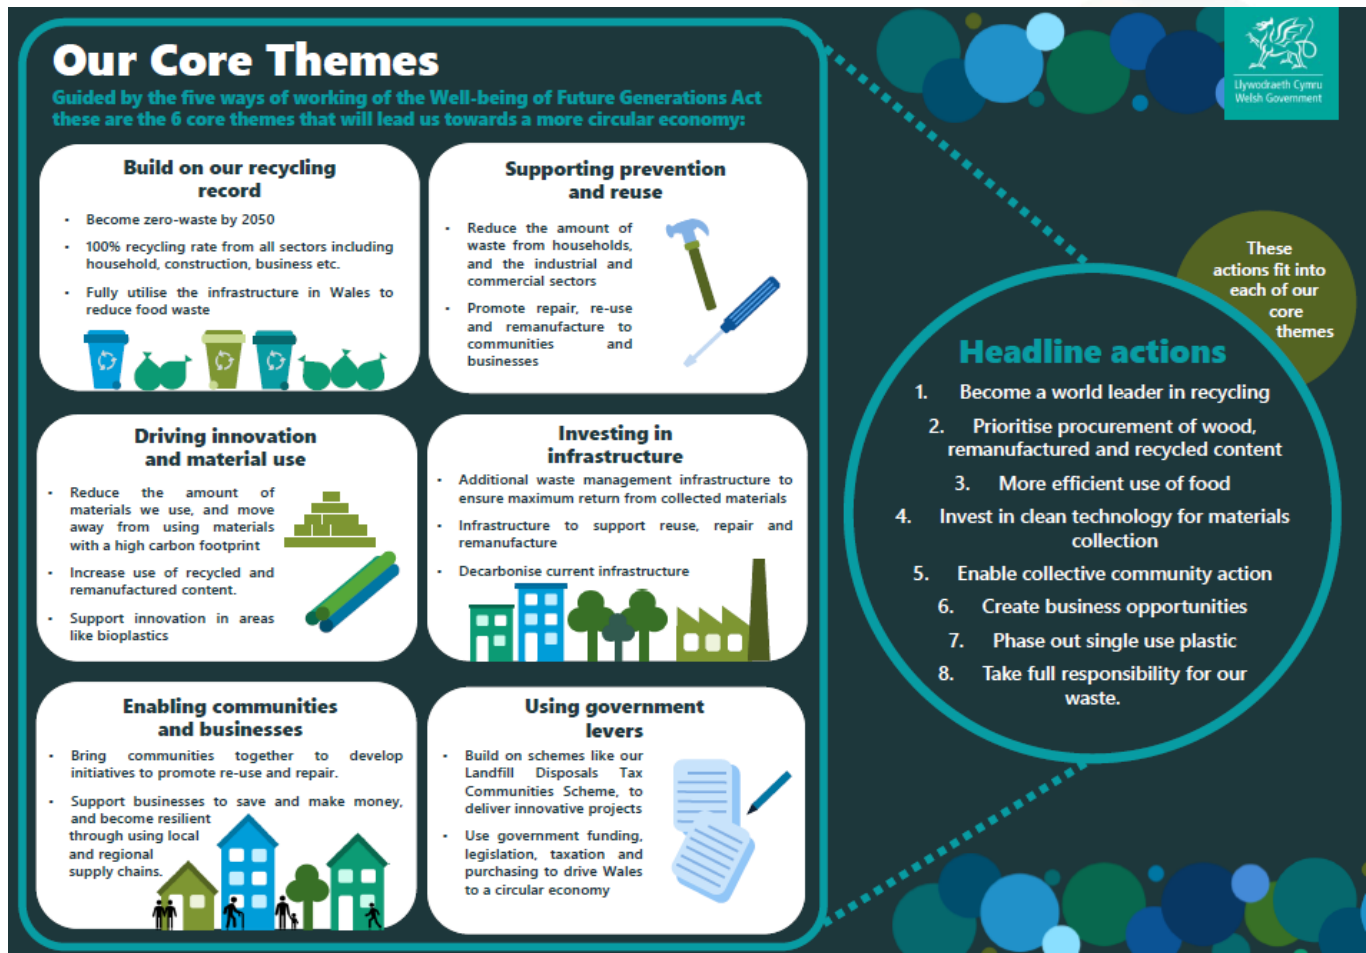 Our Core Themes
Guided by the five ways of working of the Well-being of Future Generations Act
these are the 6 core themes that will lead us towards a more circular economy:
Build on our recycling
record
• Become zero-waste by 2050
• 100% recycling rate from all sectors including
household, construction, business etc.
• Fully utilise the infrastructure in Wales to
reduce food waste
Supporting prevention
and reuse
• Reduce the amount of
waste from households,
and the industrial and
commercial sectors
• Promote repair, re-use
and remanufacture to
communities and
businesses
Driving innovation
and material use
• Reduce the amount of
materials we use, and move
away from using materials
with a high carbon footprint
• Increase use of recycled and
remanufactured content.
• Support innovation in areas
like bioplastics
Investing in
infrastructure
• Additional waste management infrastructure to
ensure maximum return from collected materials
• Infrastructure to support reuse, repair and
remanufacture
• Decarbonise current infrastructure
Enabling communities
and businesses
• Bring communities together to develop
initiatives to promote re-use and repair.
• Support businesses to save and make money,
and become resilient
through using local
and regional
supply chains.
Using government
levers
• Build on schemes like our
Landfill Disposals Tax
Communities Scheme, to
deliver innovative projects
• Use government funding,
legislation, taxation and
purchasing to drive Wales
to a circular economy
Llywodraeth Cymru
Welsh Government
These
actions fit into
each of our
core
themes
Headline actions
1. Become a world leader in recycling
2. Prioritise procurement of wood,
remanufactured and recycled content
3. More efficient use of food
4. Invest in clean technology for materials
collection
5. Enable collective community action
6. Create business opportunities
7. Phase out single use plastic
8. Take full responsibility for our
waste.